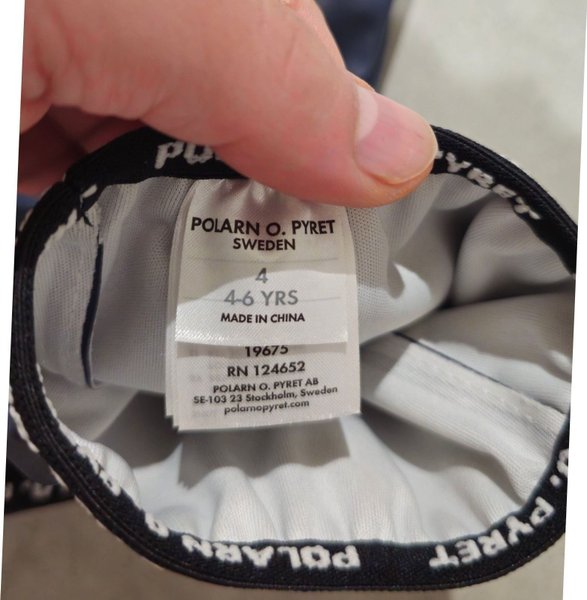 POLARN O. PYRET
SWEDEN
4
4-6 YRS
MADE IN CHINA
19675
RN 124652
POLARN O. PYRET AB
SE-103 23 Stockholm, Sweden
polarnopyret.com
PYRET
POLARN O
PYRET